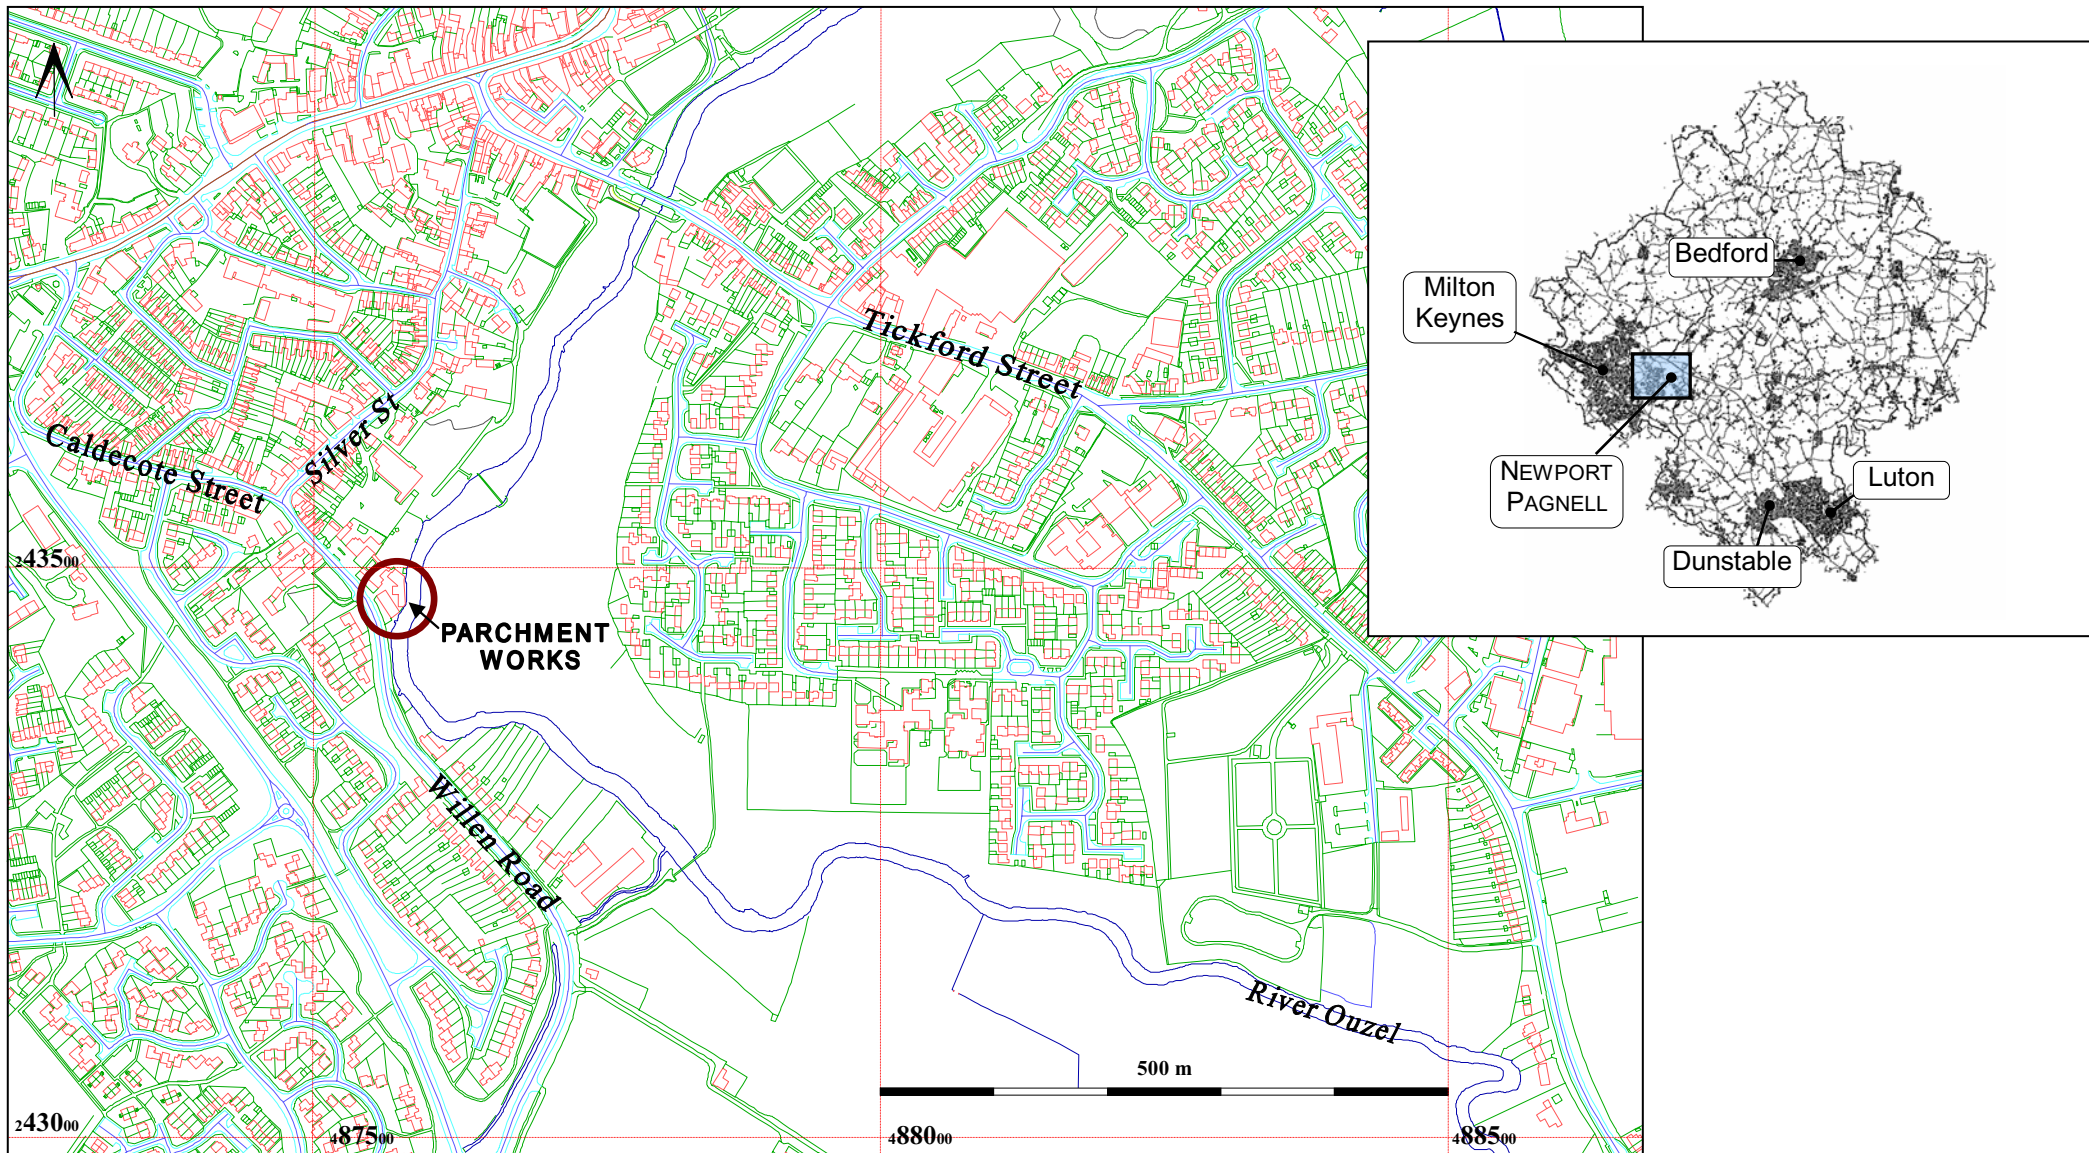 Bedford
Milton
Keynes
NEWPORT
PAGNELL
Luton
Dunstable
Tickford Street
Silver St
Caldecote Street
243500
PARCHMENT
WORKS
Willen Road
River Ouzel
500 m
243000
487500
488000
488500